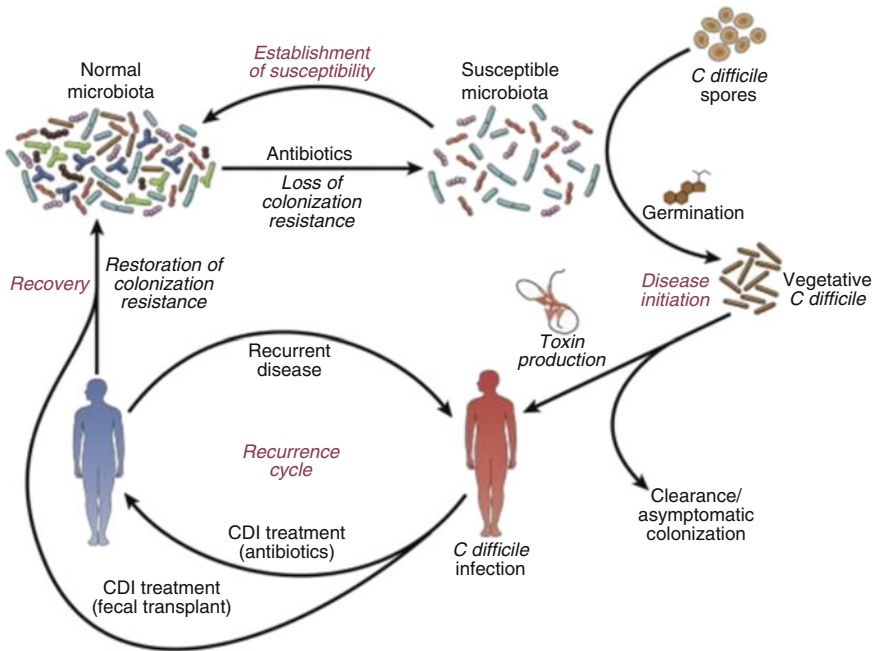 Normal
microbiota
Establishment
of susceptibility
Susceptible
microbiota
C difficile
spores
Antibiotics
Loss of
colonization
resistance
Germination
Recovery
Restoration of
colonization
resistance
Disease
initiation
Vegetative
C difficile
Toxin
production
Recurrent
disease
Recurrence
cycle
Clearance/
asymptomatic
colonization
CDI treatment
(antibiotics)
C difficile
infection
CDI treatment
(fecal transplant)